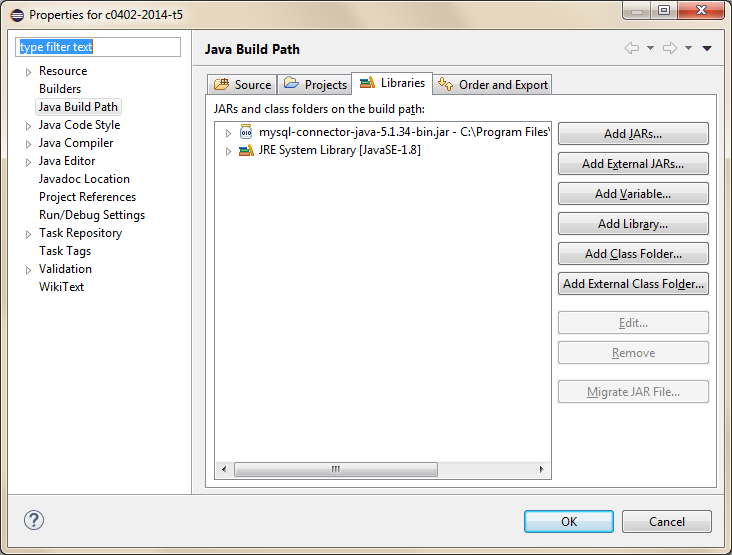 Properties for c0402-2014-t5
type filter text
Resource
Builders
Java Build Path
Java Code Style
Java Compiler
Java Editor
Javadoc Location
Project References
Run/Debug Settings
Task Repository
Task Tags
Validation
WikiText
Java Build Path
Source
Projects
Libraries
Order and Export
JARs and class folders on the build path:
mysql-connector-java-5.1.34-bin.jar - C:\Program Files\
JRE System Library [JavaSE-1.8]
Add JARs...
Add External JARs...
Add Variable...
Add Library...
Add Class Folder...
Add External Class Folder...
Edit...
Remove
Migrate JAR File...
OK
Cancel